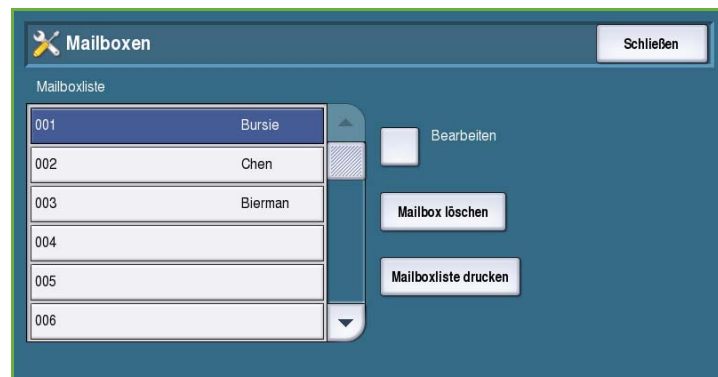 Mailboxen
Schließen
Mailboxliste
001 Bursie
Bearbeiten
002 Chen
003 Bierman
Mailbox löschen
004
005
Mailboxliste drucken
006